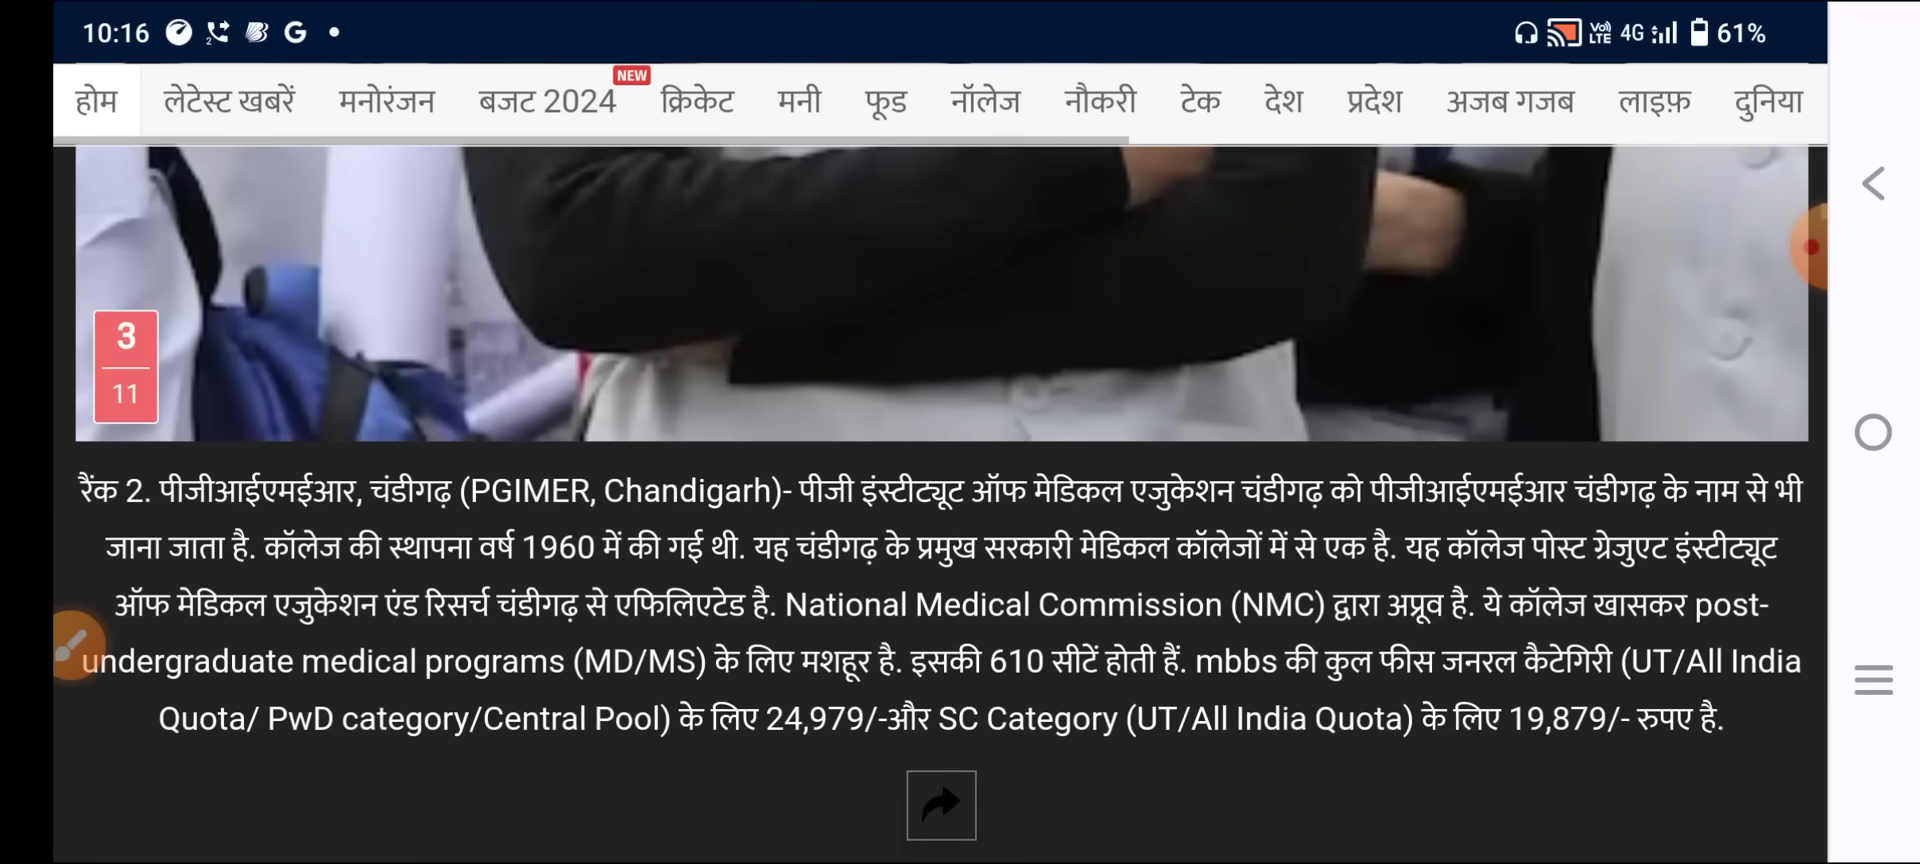 10:16 2 G VoLTE 4G 61%
NEW
होम लेटेस्ट खबरें मनोरंजन बजट 2024 क्रिकेट मनी फूड नॉलेज नौकरी टेक देश प्रदेश अजब गजब लाइफ़ दुनिया
3
11
रैंक 2. पीजीआईएमईआर, चंडीगढ़ (PGIMER, Chandigarh)- पीजी इंस्टीट्यूट ऑफ मेडिकल एजुकेशन चंडीगढ़ को पीजीआईएमईआर चंडीगढ़ के नाम से भी
जाना जाता है. कॉलेज की स्थापना वर्ष 1960 में की गई थी. यह चंडीगढ़ के प्रमुख सरकारी मेडिकल कॉलेजों में से एक है. यह कॉलेज पोस्ट ग्रेजुएट इंस्टीट्यूट
ऑफ मेडिकल एजुकेशन एंड रिसर्च चंडीगढ़ से एफिलिएटेड है. National Medical Commission (NMC) द्वारा अप्रूव है. ये कॉलेज खासकर post-
undergraduate medical programs (MD/MS) के लिए मशहूर है. इसकी 610 सीटें होती हैं. mbbs की कुल फीस जनरल कैटेगिरी (UT/All India
Quota/ PwD category/Central Pool) के लिए 24,979/-और SC Category (UT/All India Quota) के लिए 19,879/- रुपए है.